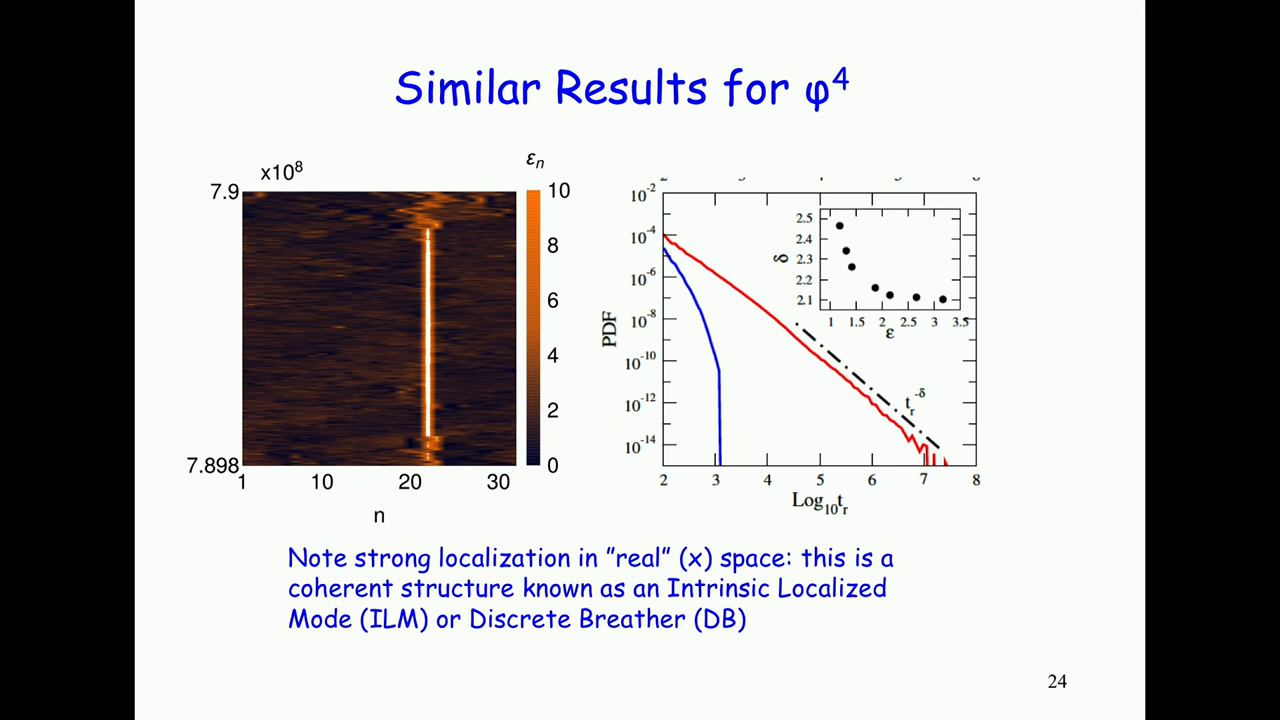 Similar Results for φ⁴
x10⁸
εₙ
7.9
7.898
1 10 20 30
n
10
8
6
4
2
0
10⁻²
10⁻⁴
10⁻⁶
10⁻⁸
10⁻¹⁰
10⁻¹²
10⁻¹⁴
PDF
2 3 4 5 6 7 8
Log₁₀tᵣ
tᵣ⁻ᵟ
2.5
2.4
2.3
2.2
2.1
δ
1 1.5 2 2.5 3 3.5
ε
Note strong localization in ”real” (x) space: this is a
coherent structure known as an Intrinsic Localized
Mode (ILM) or Discrete Breather (DB)
24